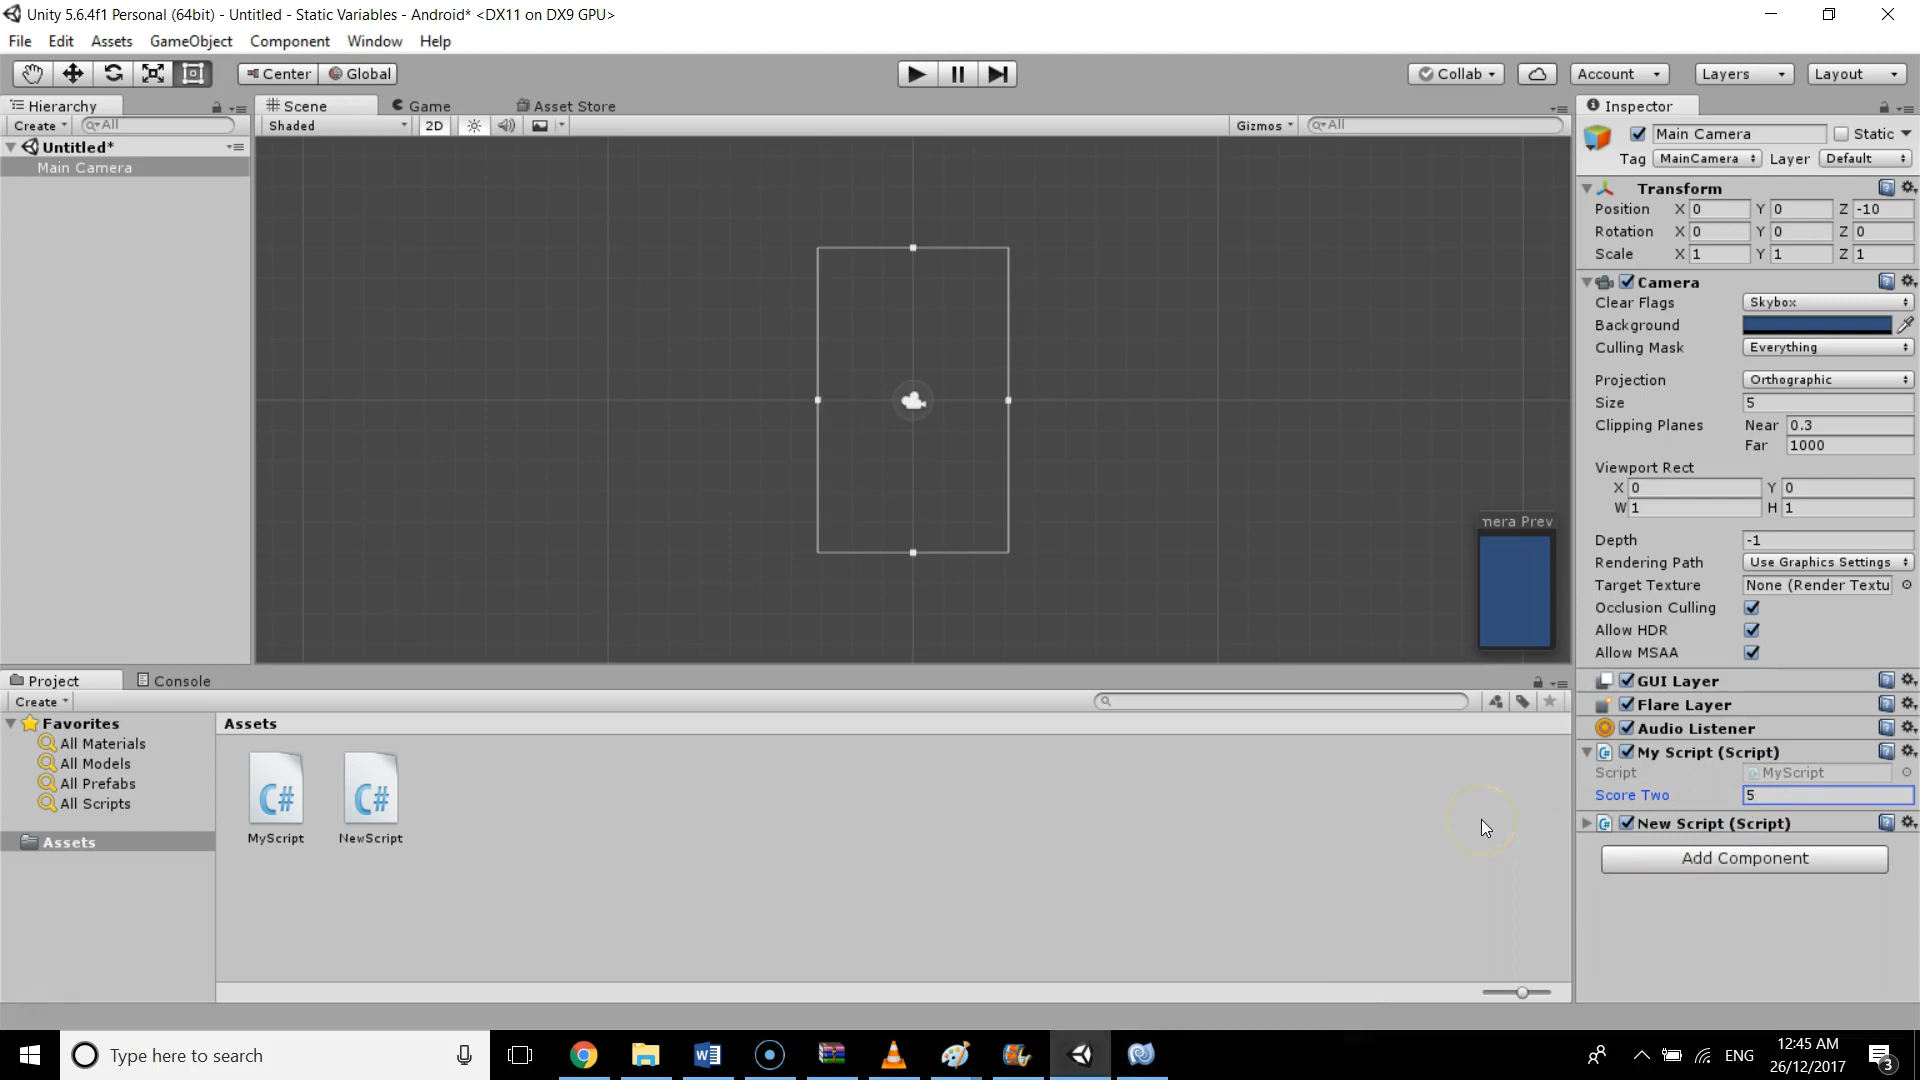 Unity 5.6.4f1 Personal (64bit) - Untitled - Static Variables - Android* <DX11 on DX9 GPU>
File Edit Assets GameObject Component Window Help
Center Global Collab Account Layers Layout
Hierarchy
Create All
Untitled*
Main Camera
Scene Game Asset Store
Shaded 2D Gizmos All
mera Prev
Inspector
Main Camera Static
Tag MainCamera Layer Default
Transform
Position X 0 Y 0 Z -10
Rotation X 0 Y 0 Z 0
Scale X 1 Y 1 Z 1
Camera
Clear Flags Skybox
Background
Culling Mask Everything
Projection Orthographic
Size 5
Clipping Planes Near 0.3
Far 1000
Viewport Rect
X 0 Y 0
W 1 H 1
Depth -1
Rendering Path Use Graphics Settings
Target Texture None (Render Textu
Occlusion Culling
Allow HDR
Allow MSAA
GUI Layer
Flare Layer
Audio Listener
My Script (Script)
Script MyScript
Score Two 5
New Script (Script)
Add Component
Project Console
Create
Favorites
All Materials
All Models
All Prefabs
All Scripts
Assets
Assets
C# C#
MyScript NewScript
Type here to search
ENG
12:45 AM
26/12/2017
3